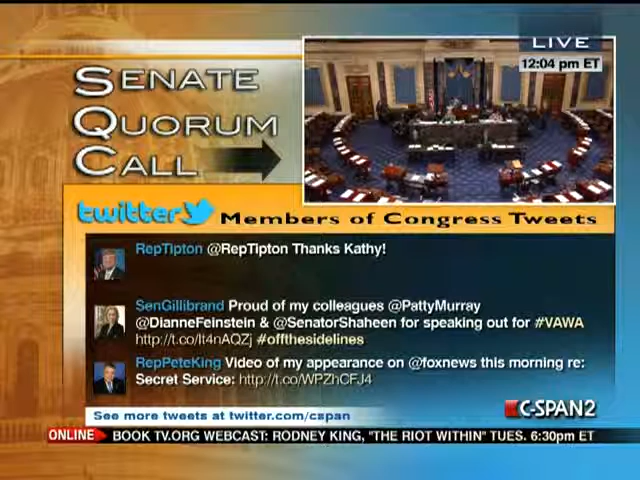 LIVE
12:04 pm ET
SENATE
QUORUM
CALL
twitter Members of Congress Tweets
RepTipton @RepTipton Thanks Kathy!
SenGillibrand Proud of my colleagues @PattyMurray
@DianneFeinstein & @SenatorShaheen for speaking out for #VAWA
http://t.co/It4nAQZj #offthesidelines
RepPeteKing Video of my appearance on @foxnews this morning re:
Secret Service: http://t.co/WPZhCFJ4
See more tweets at twitter.com/cspan
C-SPAN2
ONLINE BOOK TV.ORG WEBCAST: RODNEY KING, "THE RIOT WITHIN" TUES. 6:30pm ET